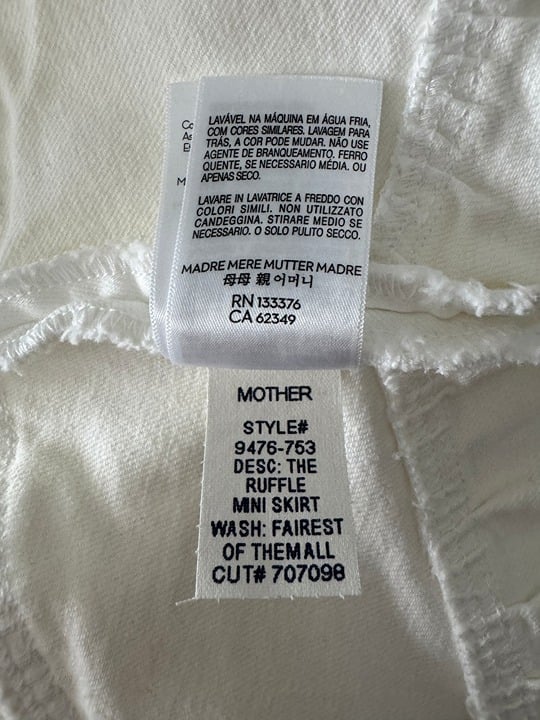 LAVÁVEL NA MÁQUINA EM ÁGUA FRIA,
COM CORES SIMILARES. LAVAGEM PARA
TRÁS, A COR PODE MUDAR. NÃO USE
AGENTE DE BRANQUEAMENTO. FERRO
QUENTE, SE NECESSÁRIO MÉDIA. OU
APENAS SECO.
LAVARE IN LAVATRICE A FREDDO CON
COLORI SIMILI. NON UTILIZZATO
CANDEGGINA. STIRARE MEDIO SE
NECESSARIO. O SOLO PULITO SECCO.
MADRE MERE MUTTER MADRE
母母 親 어머니
RN 133376
CA 62349
MOTHER
STYLE#
9476-753
DESC: THE
RUFFLE
MINI SKIRT
WASH: FAIREST
OF THEMALL
CUT# 707098